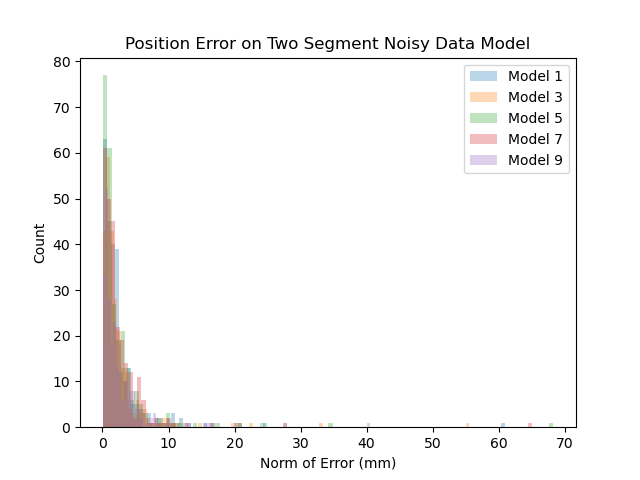 Position Error on Two Segment Noisy Data Model
80
70
60
50
40
30
20
10
0
Count
Model 1
Model 3
Model 5
Model 7
Model 9
0 10 20 30 40 50 60 70
Norm of Error (mm)